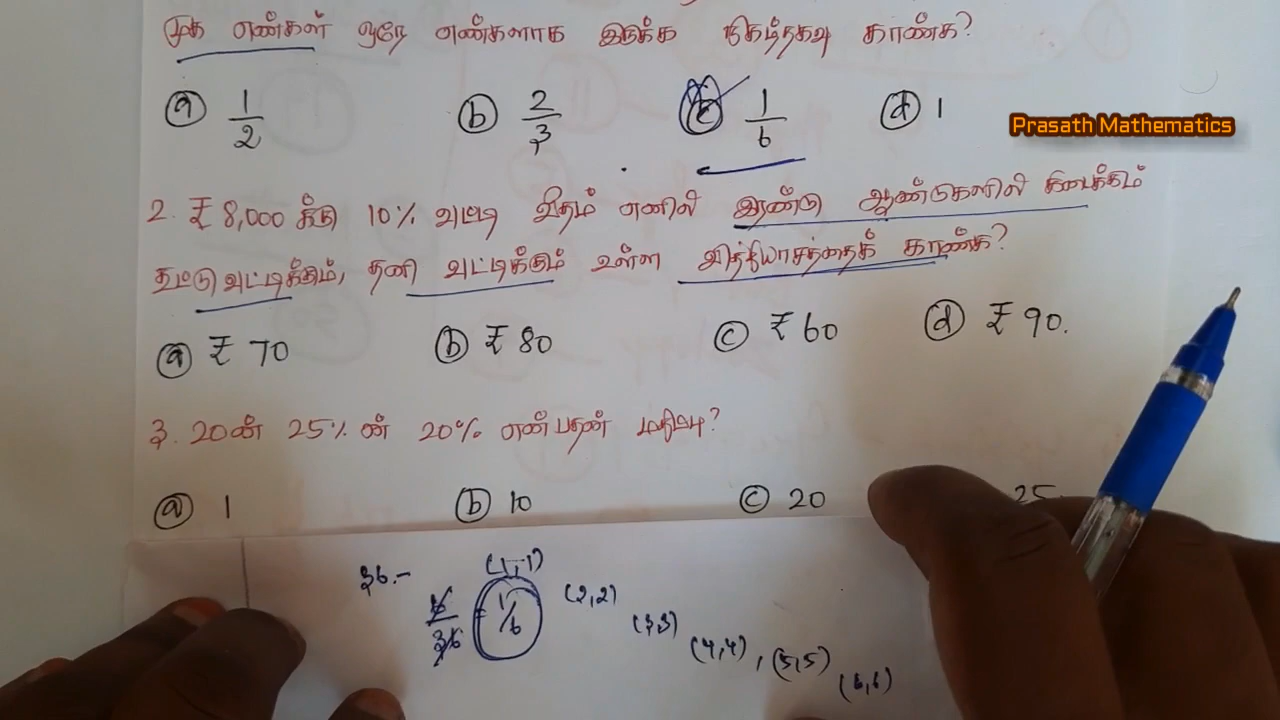 முக எண்கள் ஒரே எண்களாக இருக்க நிகழ்தகவு காண்க?
ⓐ 1/2 ⓑ 2/3 ⓒ 1/6 ⓓ 1
Prasath Mathematics
2. ₹ 8,000 க்கு 10% வட்டி வீதம் எனில் இரண்டு ஆண்டுகளில் கிடைக்கும்
கூட்டு வட்டிக்கும், தனி வட்டிக்கும் உள்ள வித்தியாசத்தைக் காண்க?
ⓐ ₹ 70 ⓑ ₹ 80 ⓒ ₹ 60 ⓓ ₹ 90.
3. 20ன் 25% ன் 20% என்பதன் மதிப்பு?
ⓐ 1 ⓑ 10 ⓒ 20 25
36.- (1,1)
6/36 = 1/6 (2,2)
(3,3)
(4,4), (5,5)
(6,6)